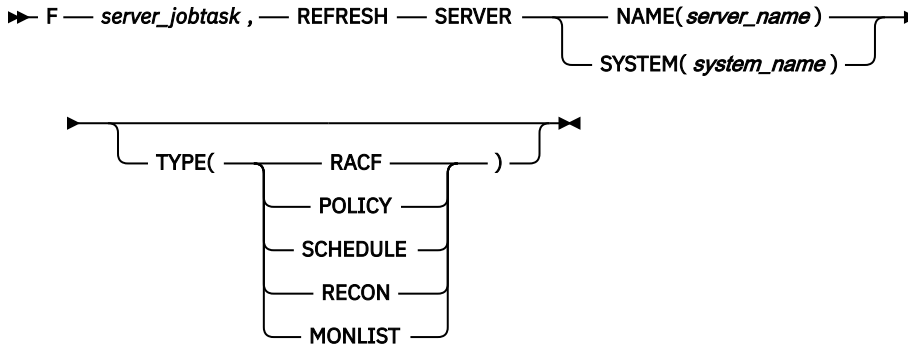 F server_jobtask , REFRESH SERVER NAME( server_name )
SYSTEM( system_name )
TYPE( RACF )
POLICY
SCHEDULE
RECON
MONLIST